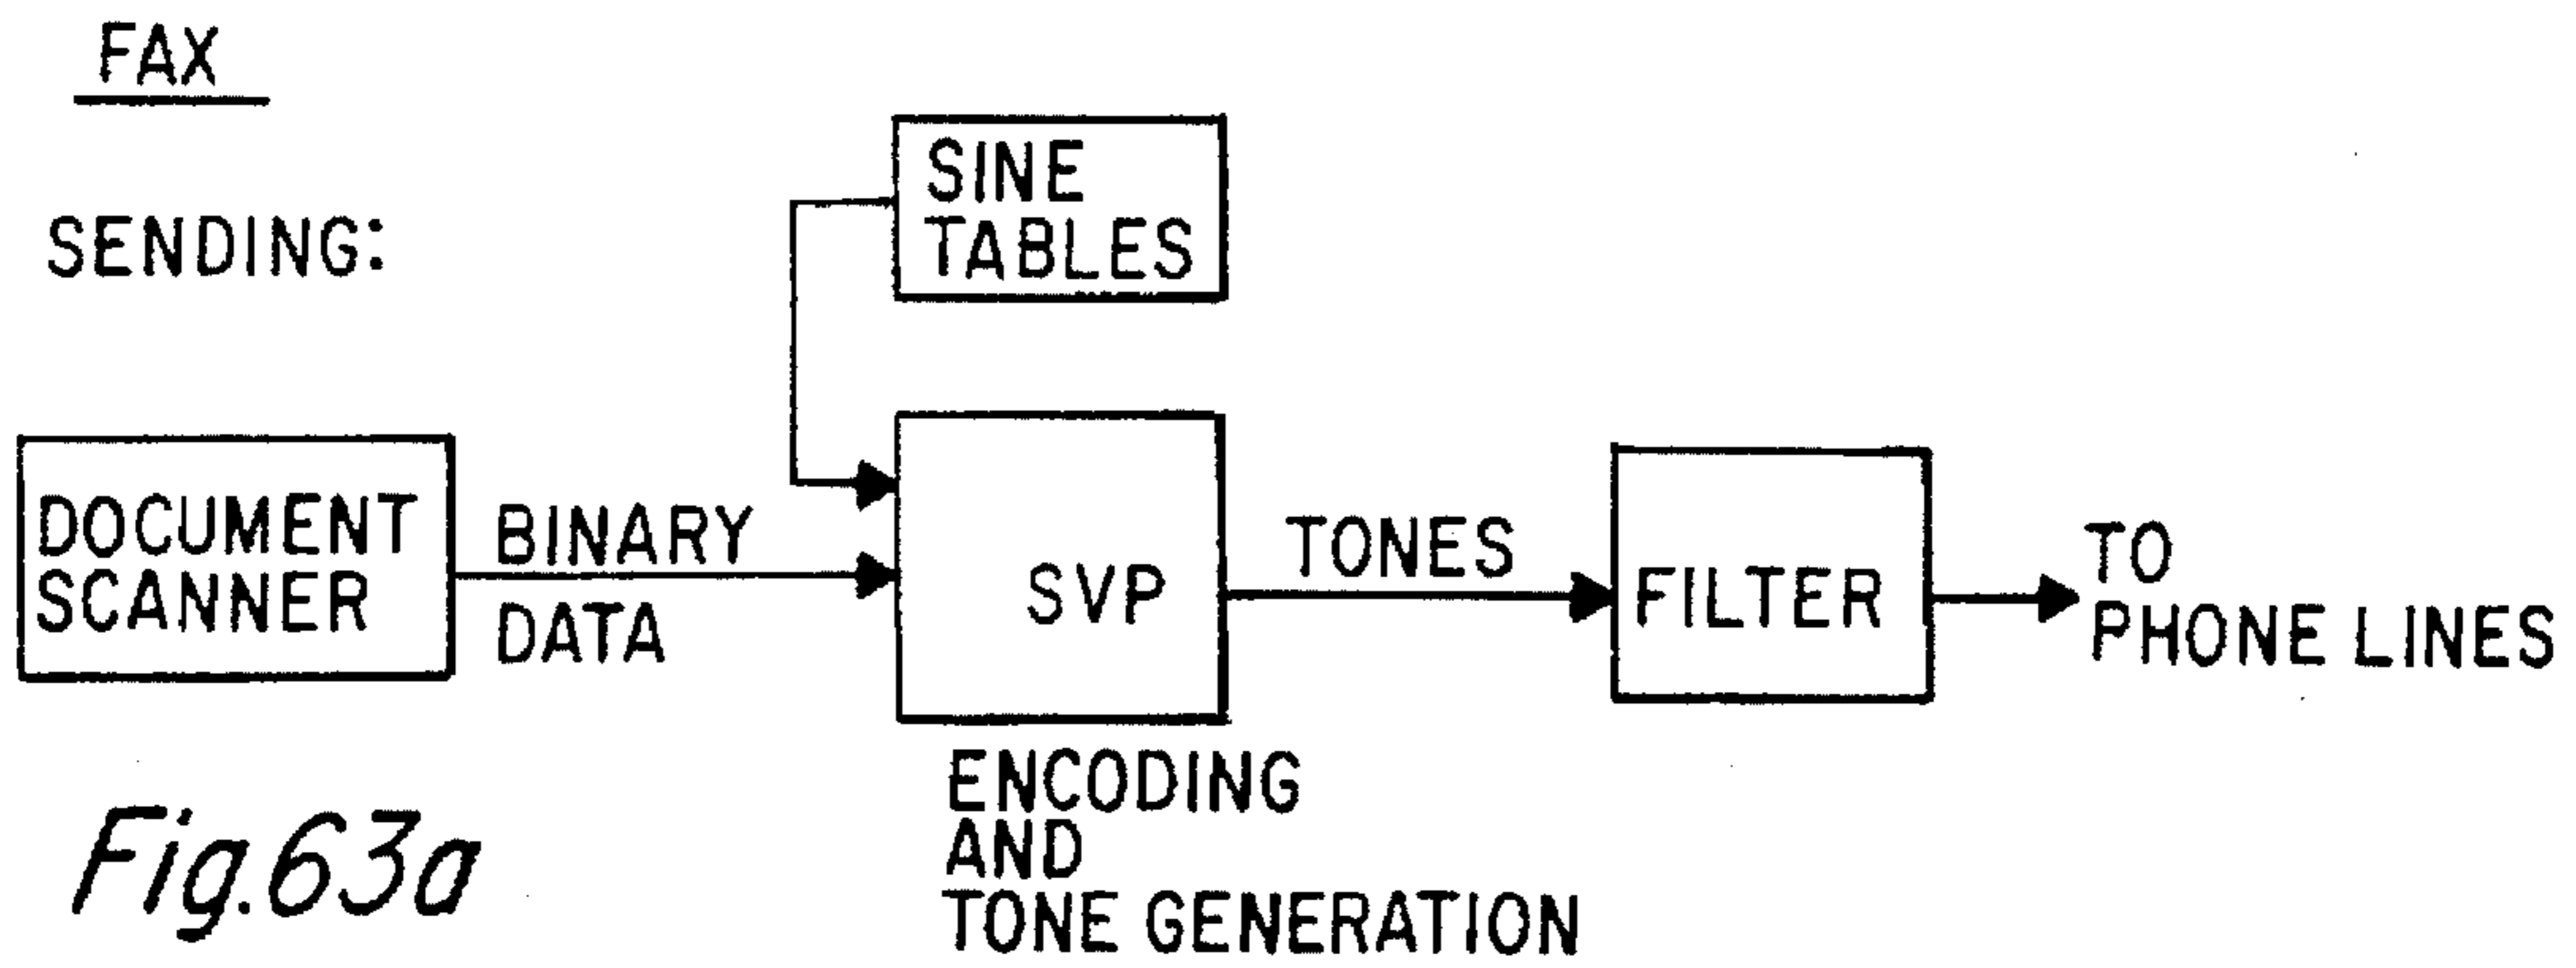 FAX
SENDING:
SINE
TABLES
DOCUMENT
SCANNER
BINARY
DATA
SVP
ENCODING
AND
TONE GENERATION
TONES
FILTER
TO
PHONE LINES
Fig.63a